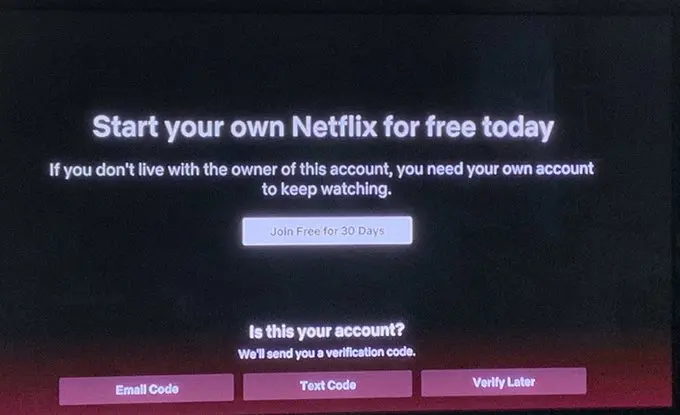 Start your own Netflix for free today
If you don't live with the owner of this account, you need your own account
to keep watching.
Join Free for 30 Days
Is this your account?
We'll send you a verification code.
Email Code
Text Code
Verify Later